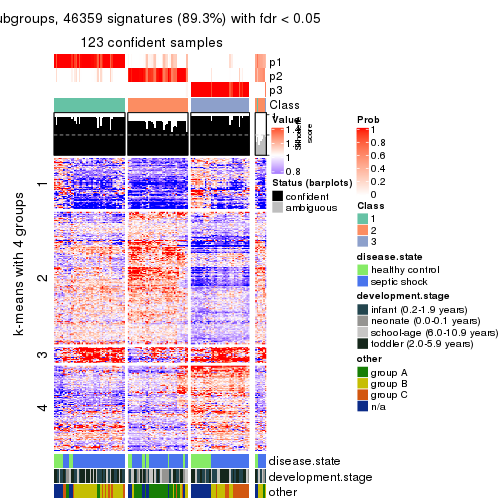 ubgroups, 46359 signatures (89.3%) with fdr < 0.05
123 confident samples
p1
p2
p3
Class
Silhouette
score
1
2
3
4
k-means with 4 groups
disease.state
development.stage
other
Value
1
0.8
Status (barplots)
confident
ambiguous
Prob
1
0.8
0.6
0.4
0.2
0
Class
1
2
3
disease.state
healthy control
septic shock
development.stage
infant (0.2-1.9 years)
neonate (0.0-0.1 years)
school-age (6.0-10.9 years)
toddler (2.0-5.9 years)
other
group A
group B
group C
n/a